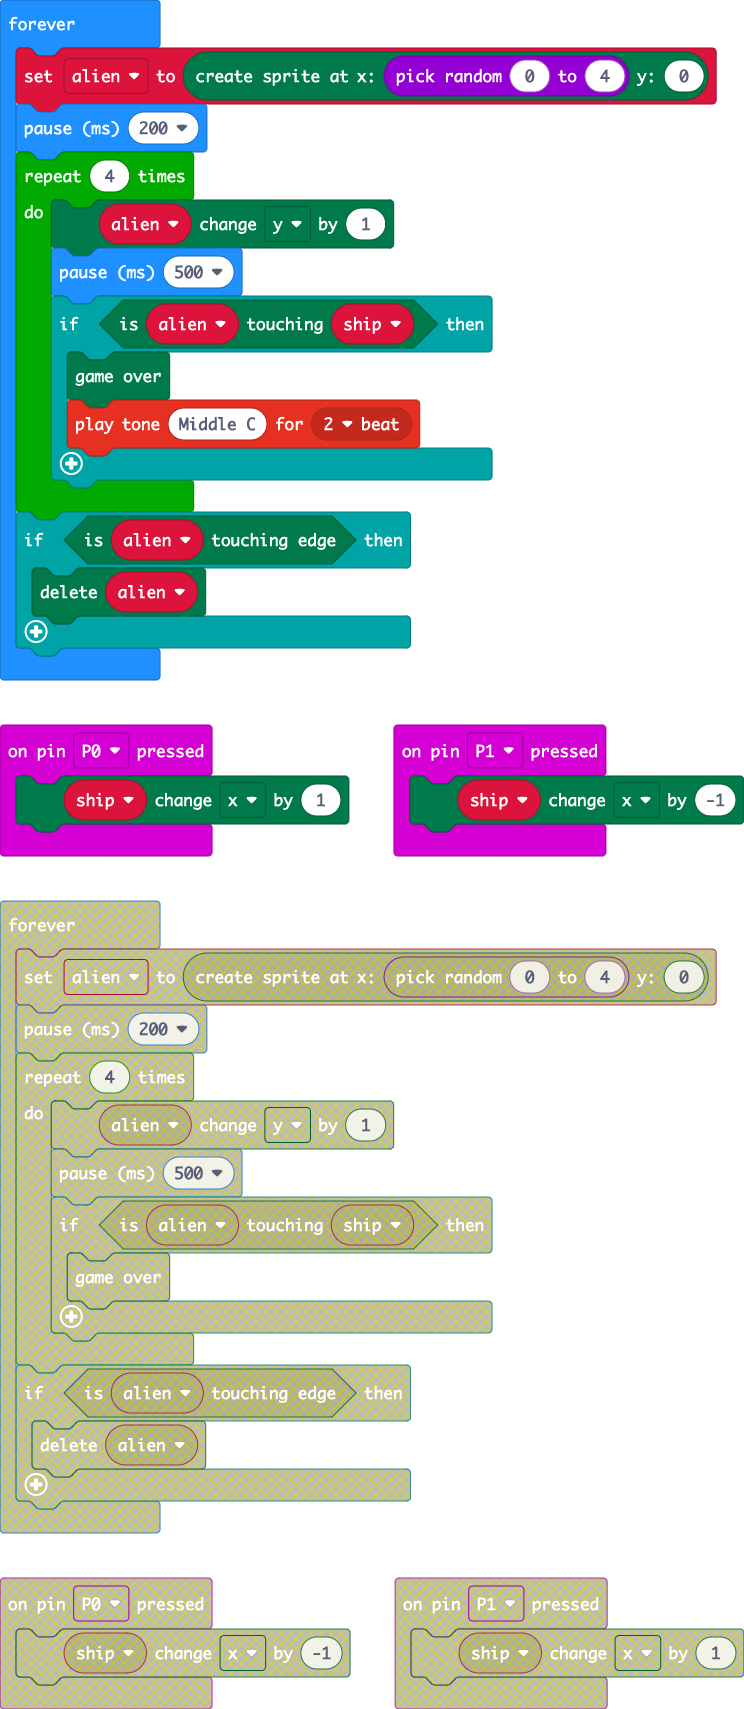 forever
set alien to create sprite at x: pick random 0 to 4 y: 0
pause (ms) 200
repeat 4 times
do alien change y by 1
pause (ms) 500
if is alien touching ship then
game over
play tone Middle C for 2 beat
if is alien touching edge then
delete alien
on pin P0 pressed
ship change x by 1
on pin P1 pressed
ship change x by -1
forever
set alien to create sprite at x: pick random 0 to 4 y: 0
pause (ms) 200
repeat 4 times
do alien change y by 1
pause (ms) 500
if is alien touching ship then
game over
if is alien touching edge then
delete alien
on pin P0 pressed
ship change x by -1
on pin P1 pressed
ship change x by 1